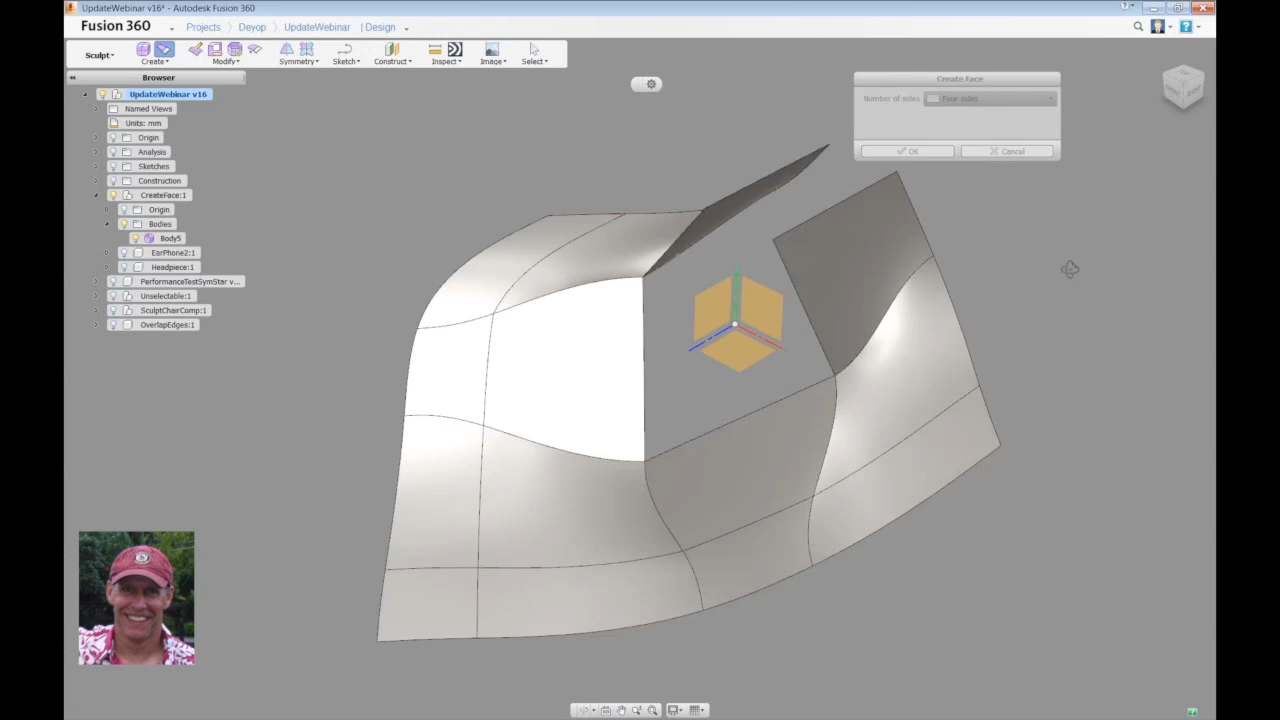 UpdateWebinar v16* - Autodesk Fusion 360
Fusion 360 Projects Deyop UpdateWebinar | Design
Sculpt Create Modify Symmetry Sketch Construct Inspect Image Select
Browser
UpdateWebinar v16
Named Views
Units: mm
Origin
Analysis
Sketches
Construction
CreateFace:1
Origin
Bodies
Body5
EarPhone2:1
Headpiece:1
PerformanceTestSymStar v...
Unselectable:1
SculptChairComp:1
OverlapEdges:1
Create Face
Number of sides Four sides
OK Cancel